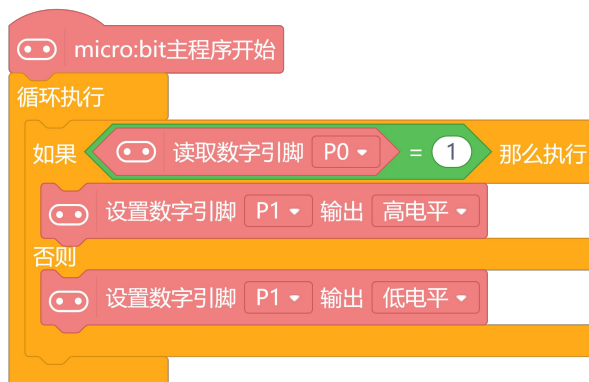 micro:bit主程序开始
循环执行
如果 读取数字引脚 P0 = 1 那么执行
设置数字引脚 P1 输出 高电平
否则
设置数字引脚 P1 输出 低电平